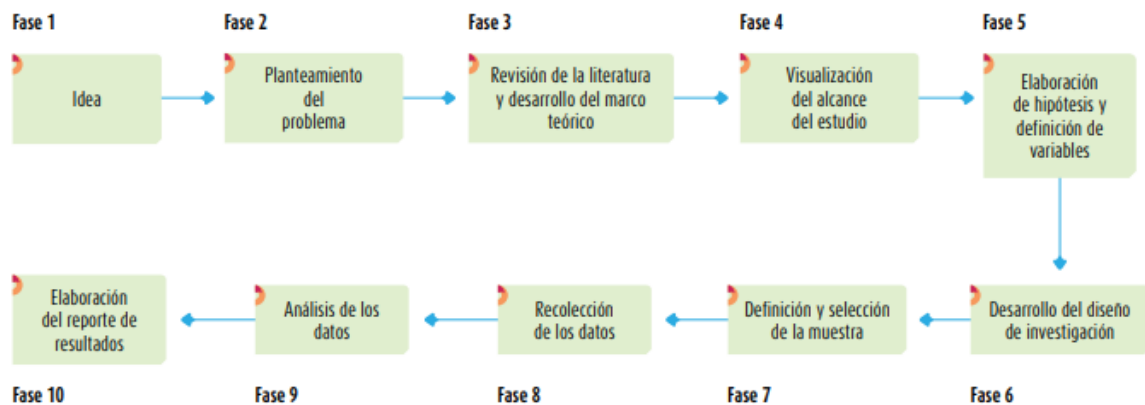 Fase 1
Fase 2
Fase 3
Fase 4
Fase 5
Idea
Planteamiento
del
problema
Revisión de la literatura
y desarrollo del marco
teórico
Visualización
del alcance
del estudio
Elaboración
de hipótesis y
definición de
variables
Elaboración
del reporte de
resultados
Análisis de los
datos
Recolección
de los datos
Definición y selección
de la muestra
Desarrollo del diseño
de investigación
Fase 10
Fase 9
Fase 8
Fase 7
Fase 6